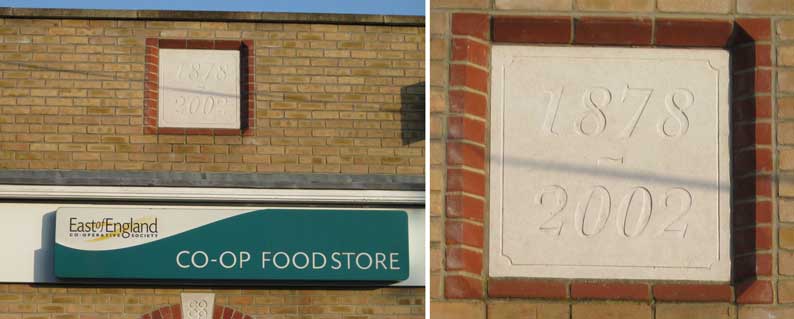 1878
~
2002
East of England
CO-OPERATIVE SOCIETY
CO-OP FOODSTORE
1878
~
2002